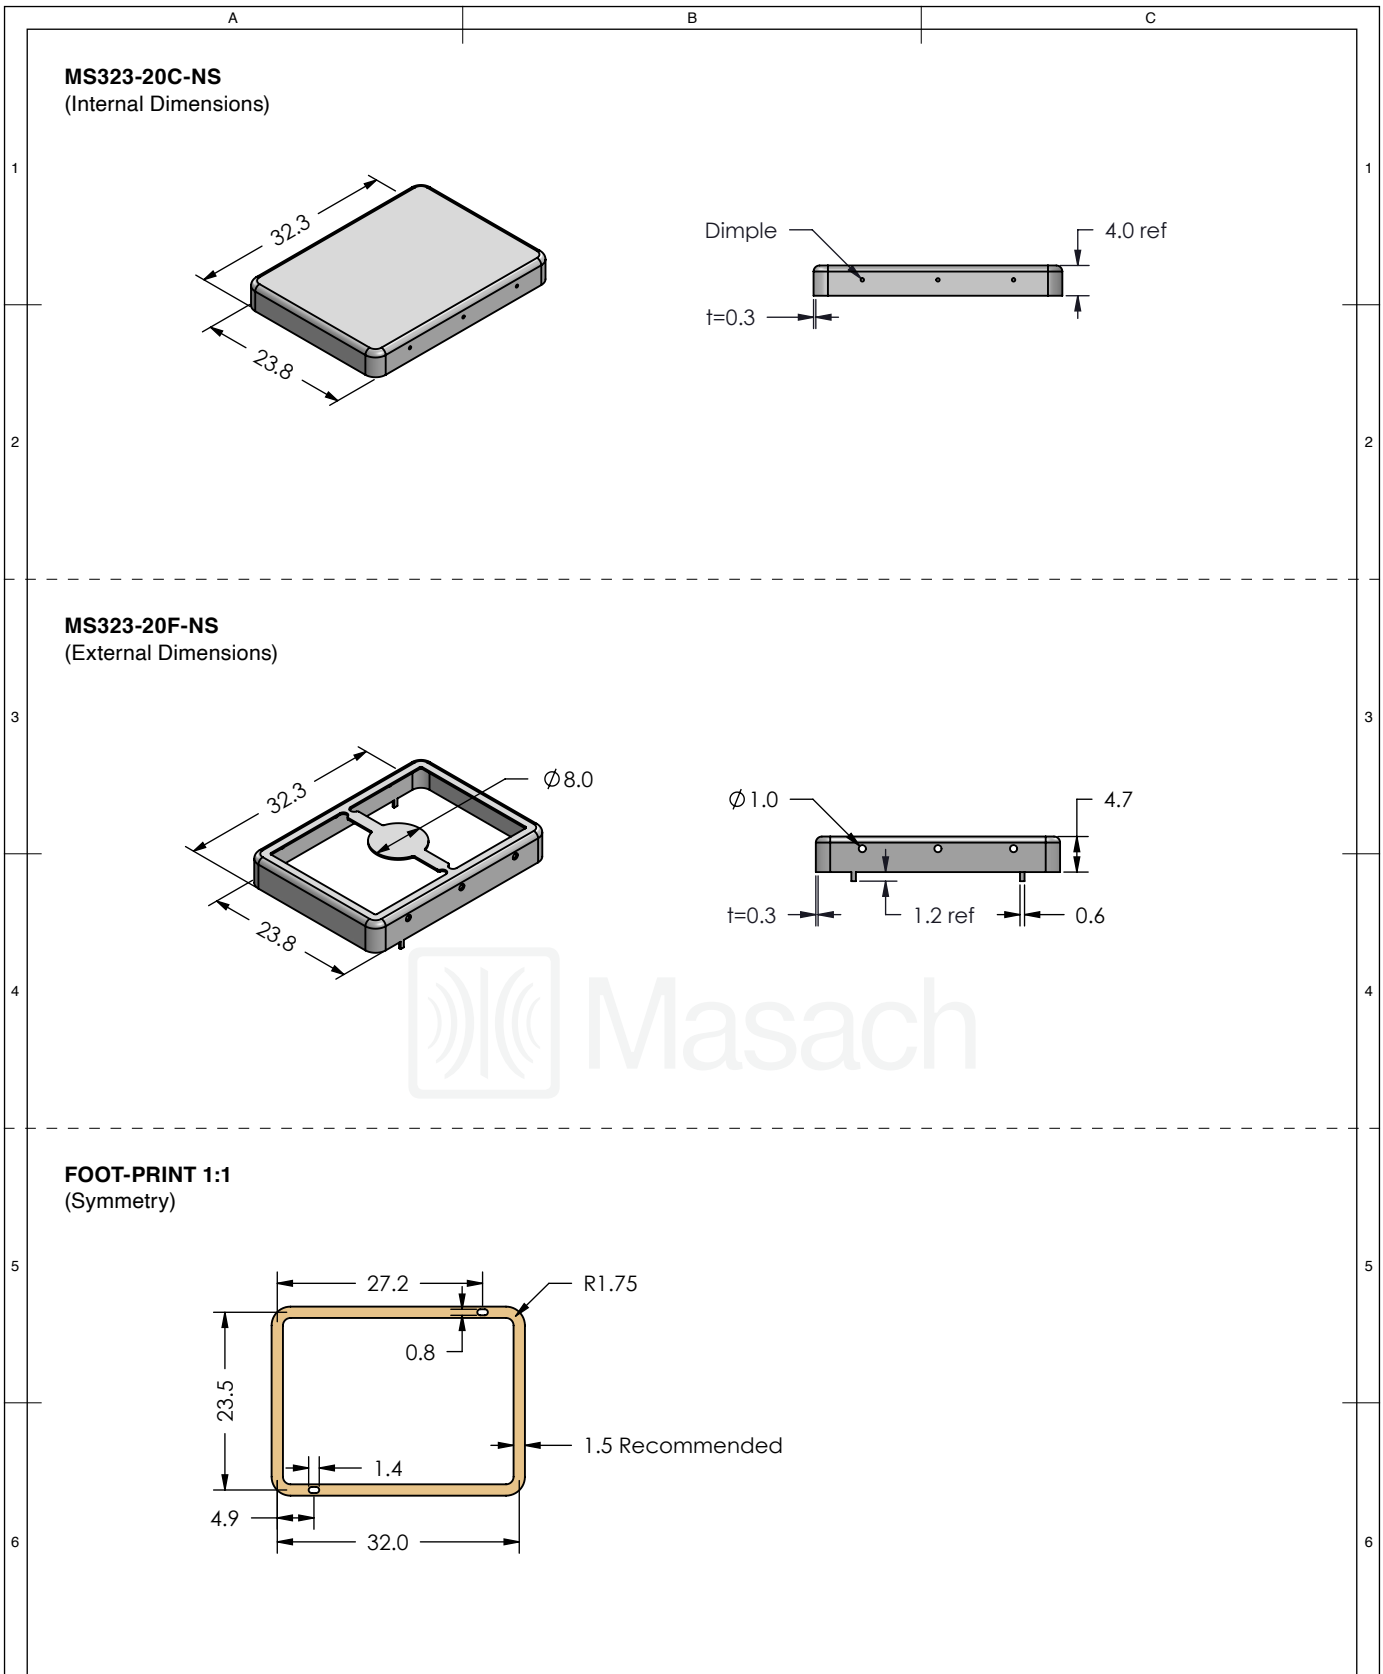 A B C
MS323-20C-NS
(Internal Dimensions)
1 1
32.3
23.8
Dimple
4.0 ref
t=0.3
2 2
MS323-20F-NS
(External Dimensions)
3 3
32.3
Ø8.0
23.8
Ø1.0
4.7
t=0.3
1.2 ref
0.6
Masach
4 4
FOOT-PRINT 1:1
(Symmetry)
5 5
27.2
R1.75
0.8
23.5
1.5 Recommended
1.4
4.9
32.0
6 6